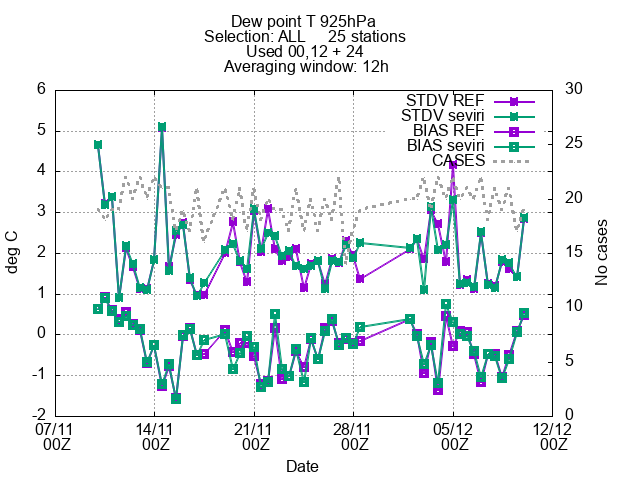 Dew point T 925hPa
Selection: ALL 25 stations
Used 00,12 + 24
Averaging window: 12h
STDV REF
STDV seviri
BIAS REF
BIAS seviri
CASES
6
5
4
3
2
1
0
-1
-2
deg C
30
25
20
15
10
5
0
No cases
07/11 14/11 21/11 28/11 05/12 12/12
00Z 00Z 00Z 00Z 00Z 00Z
Date